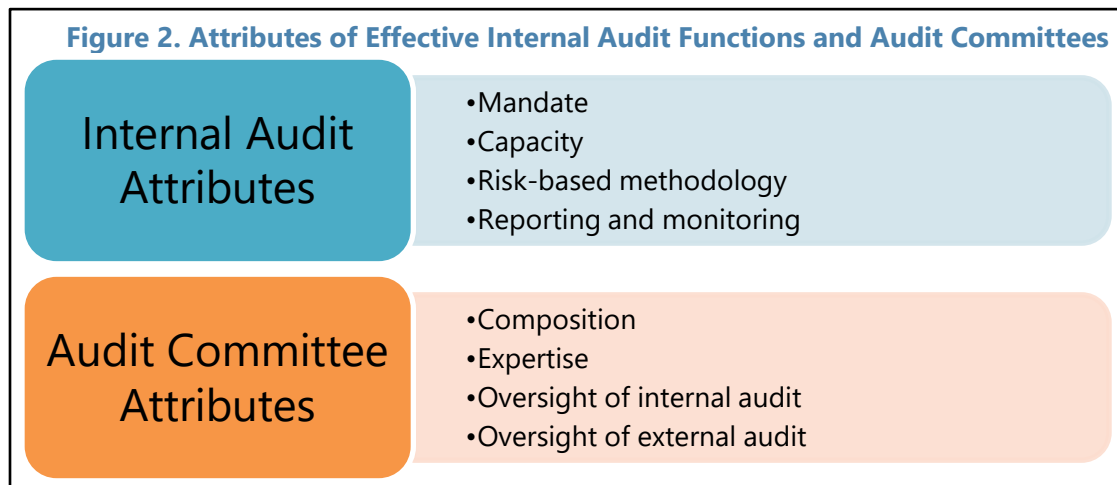 Figure 2. Attributes of Effective Internal Audit Functions and Audit Committees
Internal Audit
Attributes
•Mandate
•Capacity
•Risk-based methodology
•Reporting and monitoring
Audit Committee
Attributes
•Composition
•Expertise
•Oversight of internal audit
•Oversight of external audit